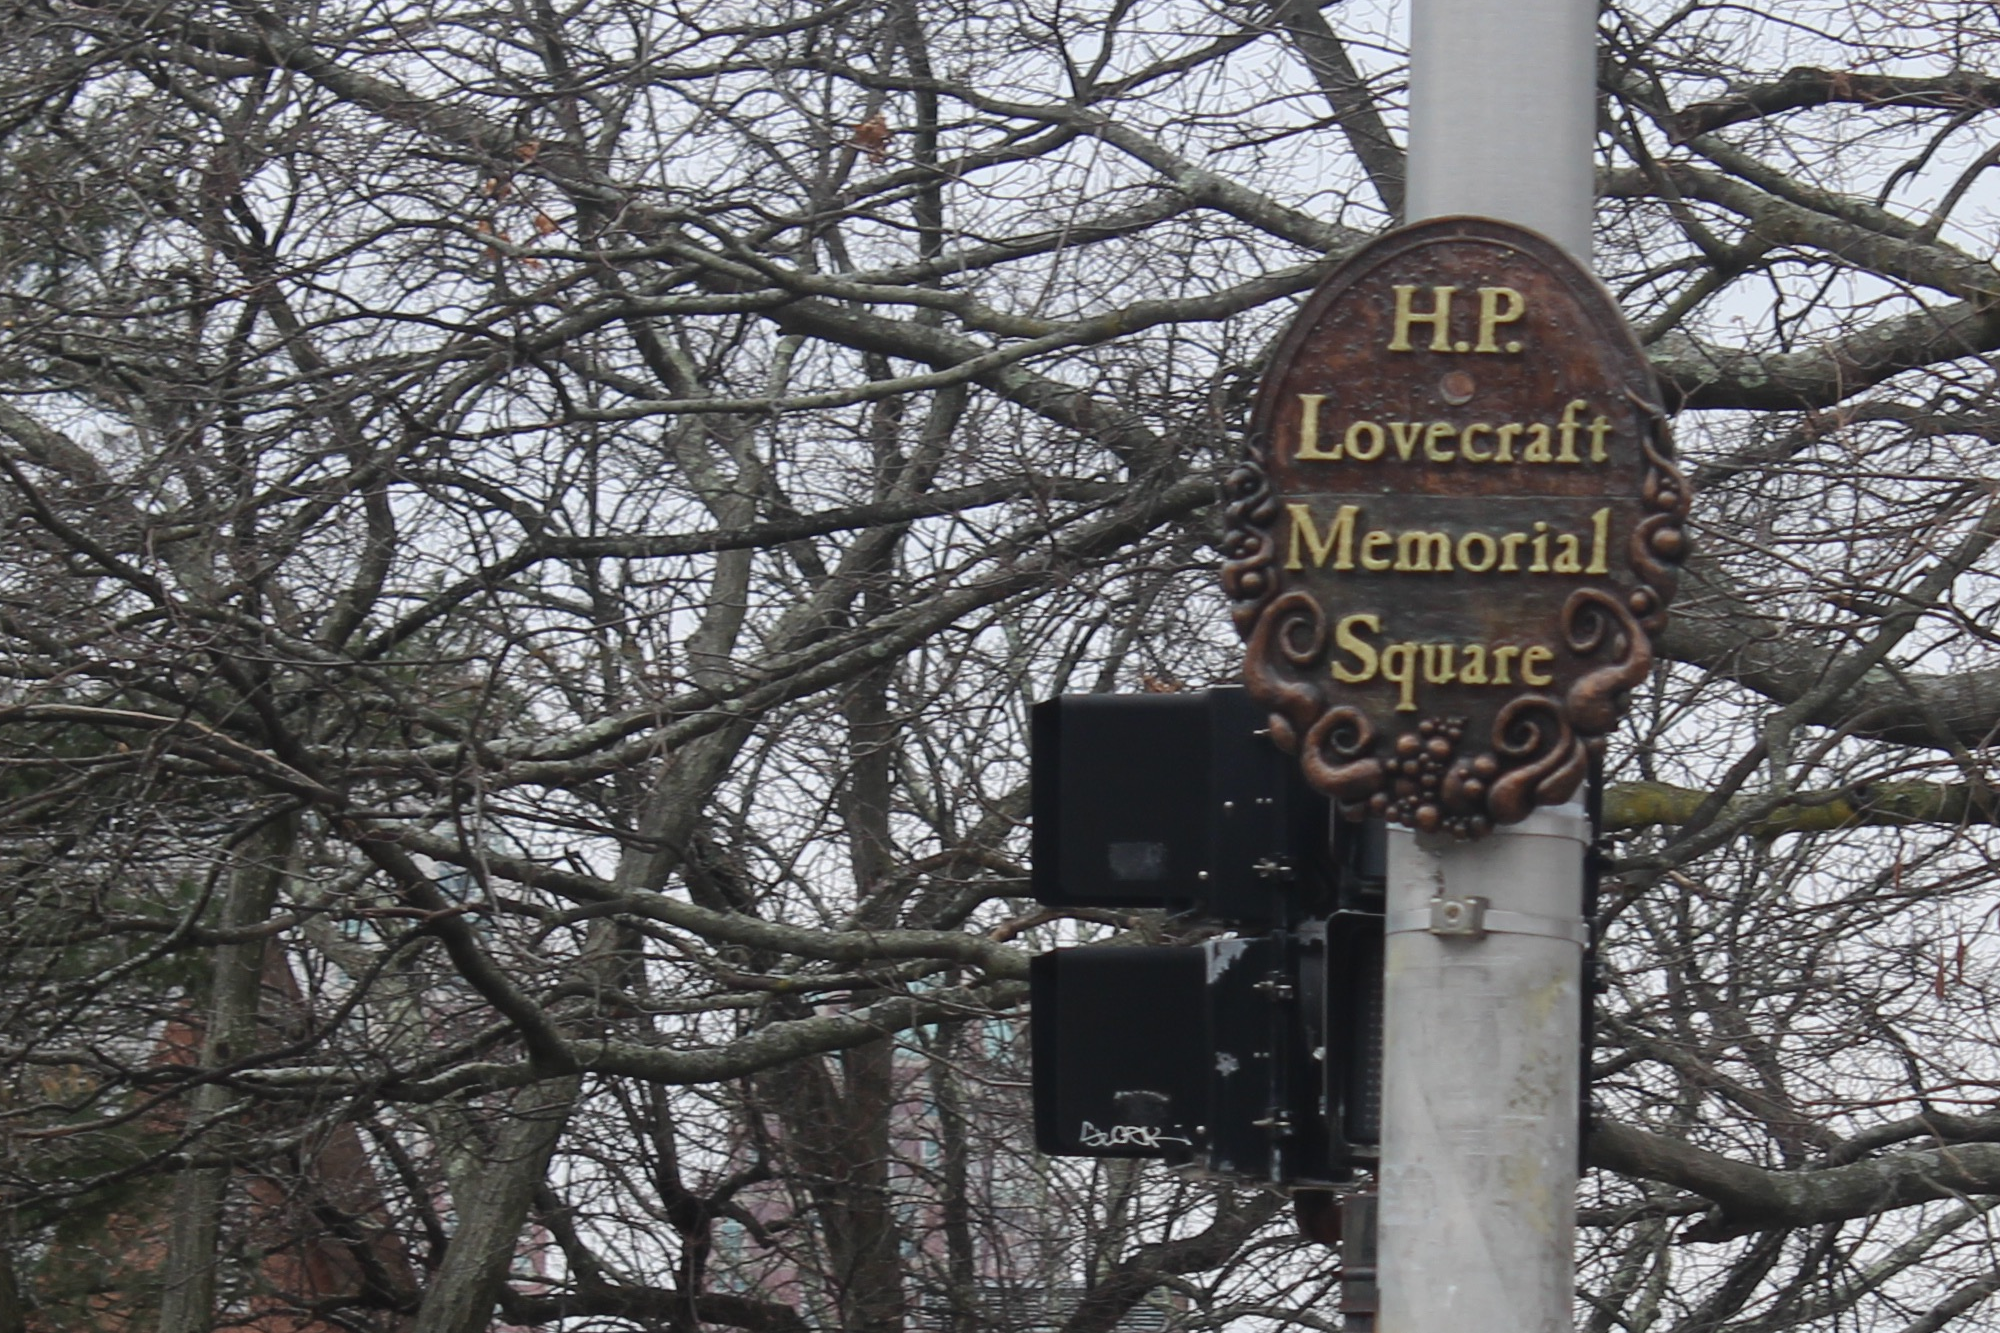 H.P.
Lovecraft
Memorial
Square